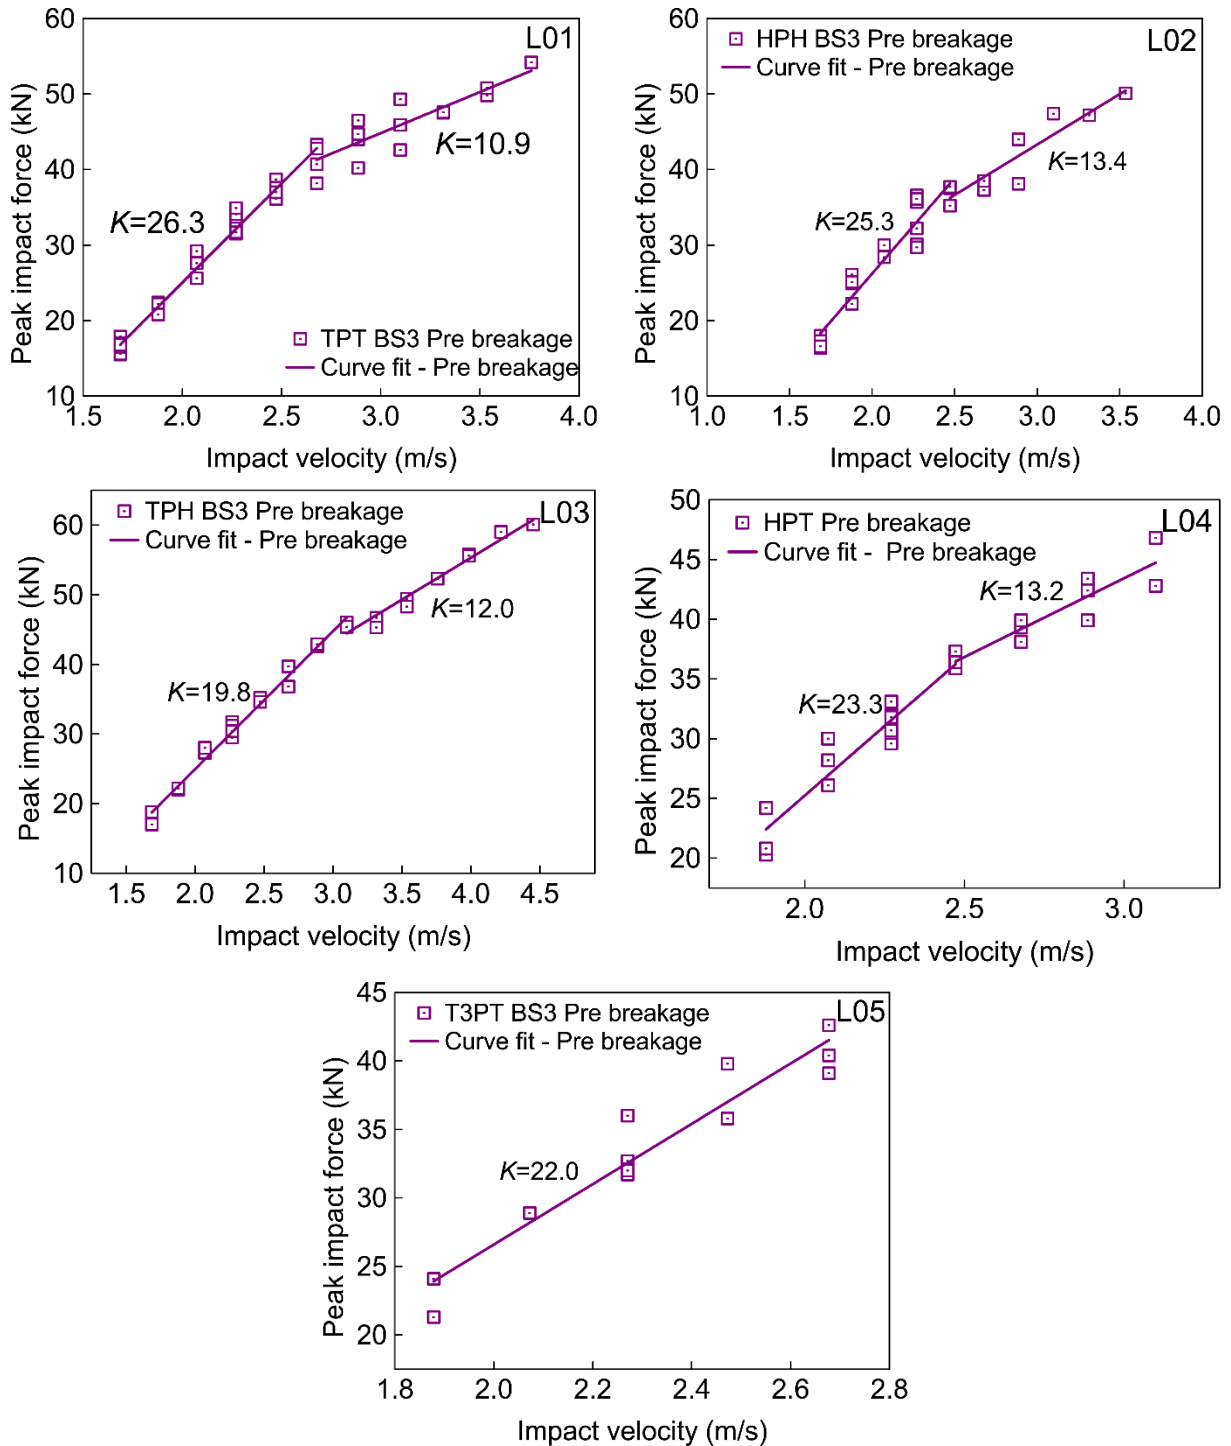 L01
60
50
40
30
20
10
Peak impact force (kN)
K=26.3
K=10.9
TPT BS3 Pre breakage
Curve fit - Pre breakage
1.5 2.0 2.5 3.0 3.5 4.0
Impact velocity (m/s)
L02
60
50
40
30
20
10
Peak impact force (kN)
HPH BS3 Pre breakage
Curve fit - Pre breakage
K=25.3
K=13.4
1.0 1.5 2.0 2.5 3.0 3.5 4.0
Impact velocity (m/s)
L03
60
50
40
30
20
10
Peak impact force (kN)
TPH BS3 Pre breakage
Curve fit - Pre breakage
K=19.8
K=12.0
1.5 2.0 2.5 3.0 3.5 4.0 4.5
Impact velocity (m/s)
L04
50
45
40
35
30
25
20
Peak impact force (kN)
HPT Pre breakage
Curve fit - Pre breakage
K=13.2
K=23.3
2.0 2.5 3.0
Impact velocity (m/s)
L05
45
40
35
30
25
20
Peak impact force (kN)
T3PT BS3 Pre breakage
Curve fit - Pre breakage
K=22.0
1.8 2.0 2.2 2.4 2.6 2.8
Impact velocity (m/s)